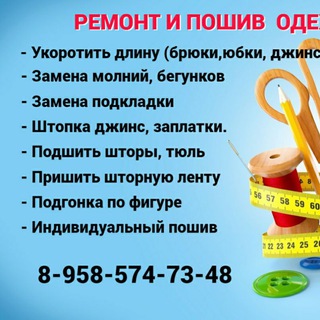 РЕМОНТ И ПОШИВ ОДЕ
- Укоротить длину (брюки,юбки, джинс
- Замена молний, бегунков
- Замена подкладки
- Штопка джинс, заплатки.
- Подшить шторы, тюль
- Пришить шторную ленту
- Подгонка по фигуре
- Индивидуальный пошив
8-958-574-73-48